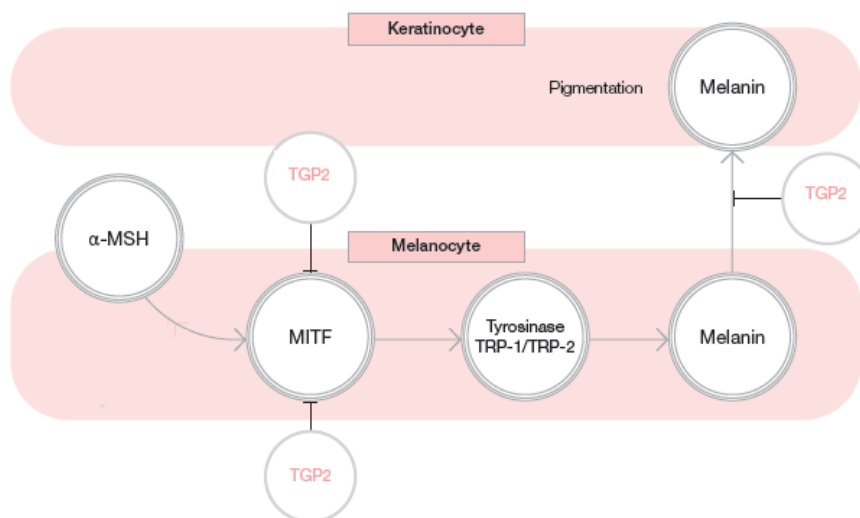 Keratinocyte
Pigmentation
Melanin
TGP2
TGP2
α-MSH
Melanocyte
MITF
Tyrosinase
TRP-1/TRP-2
Melanin
TGP2